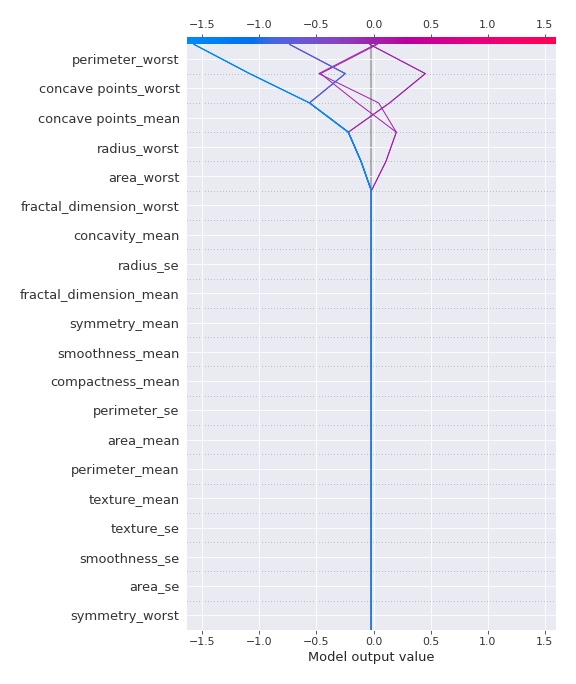 −1.5 −1.0 −0.5 0.0 0.5 1.0 1.5
perimeter_worst
concave points_worst
concave points_mean
radius_worst
area_worst
fractal_dimension_worst
concavity_mean
radius_se
fractal_dimension_mean
symmetry_mean
smoothness_mean
compactness_mean
perimeter_se
area_mean
perimeter_mean
texture_mean
texture_se
smoothness_se
area_se
symmetry_worst
−1.5 −1.0 −0.5 0.0 0.5 1.0 1.5
Model output value